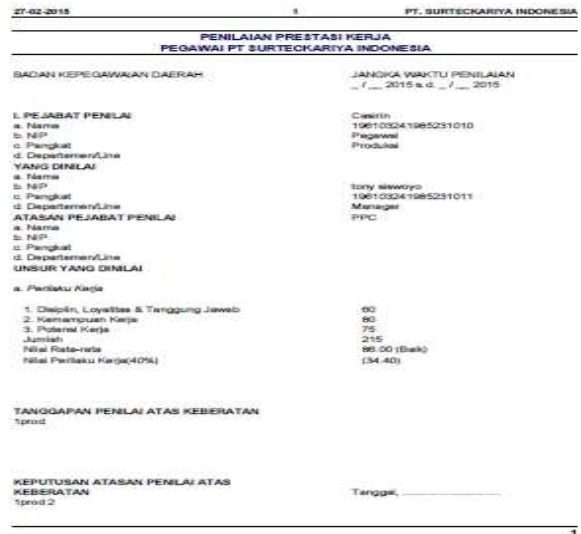 27-02-2015 1 PT. SURTECKARIYA INDONESIA
PENILAIAN PRESTASI KERJA
PEGAWAI PT SURTECKARIYA INDONESIA
BADAN KEPEGAWAIAN DAERAH JANGKA WAKTU PENILAIAN
_ / __ 2015 s.d. _ / __ 2015
I. PEJABAT PENILAI Casirin
a. Nama 196103241985231010
b. NIP Pegawai
c. Pangkat Produksi
d. Departemen/Line
YANG DINILAI
a. Nama
b. NIP tony siswoyo
c. Pangkat 196103241985231011
d. Departemen/Line Manager
ATASAN PEJABAT PENILAI PPC
a. Nama
b. NIP
c. Pangkat
d. Departemen/Line
UNSUR YANG DINILAI
a. Perilaku Kerja
1. Disiplin, Loyalitas & Tanggung Jawab 60
2. Kemampuan Kerja 80
3. Potensi Kerja 75
Jumlah 215
Nilai Rata-rata 86.00 (Baik)
Nilai Perilaku Kerja(40%) (34.40)
TANGGAPAN PENILAI ATAS KEBERATAN
1prod
KEPUTUSAN ATASAN PENILAI ATAS
KEBERATAN Tanggal, ........................
1prod 2
1